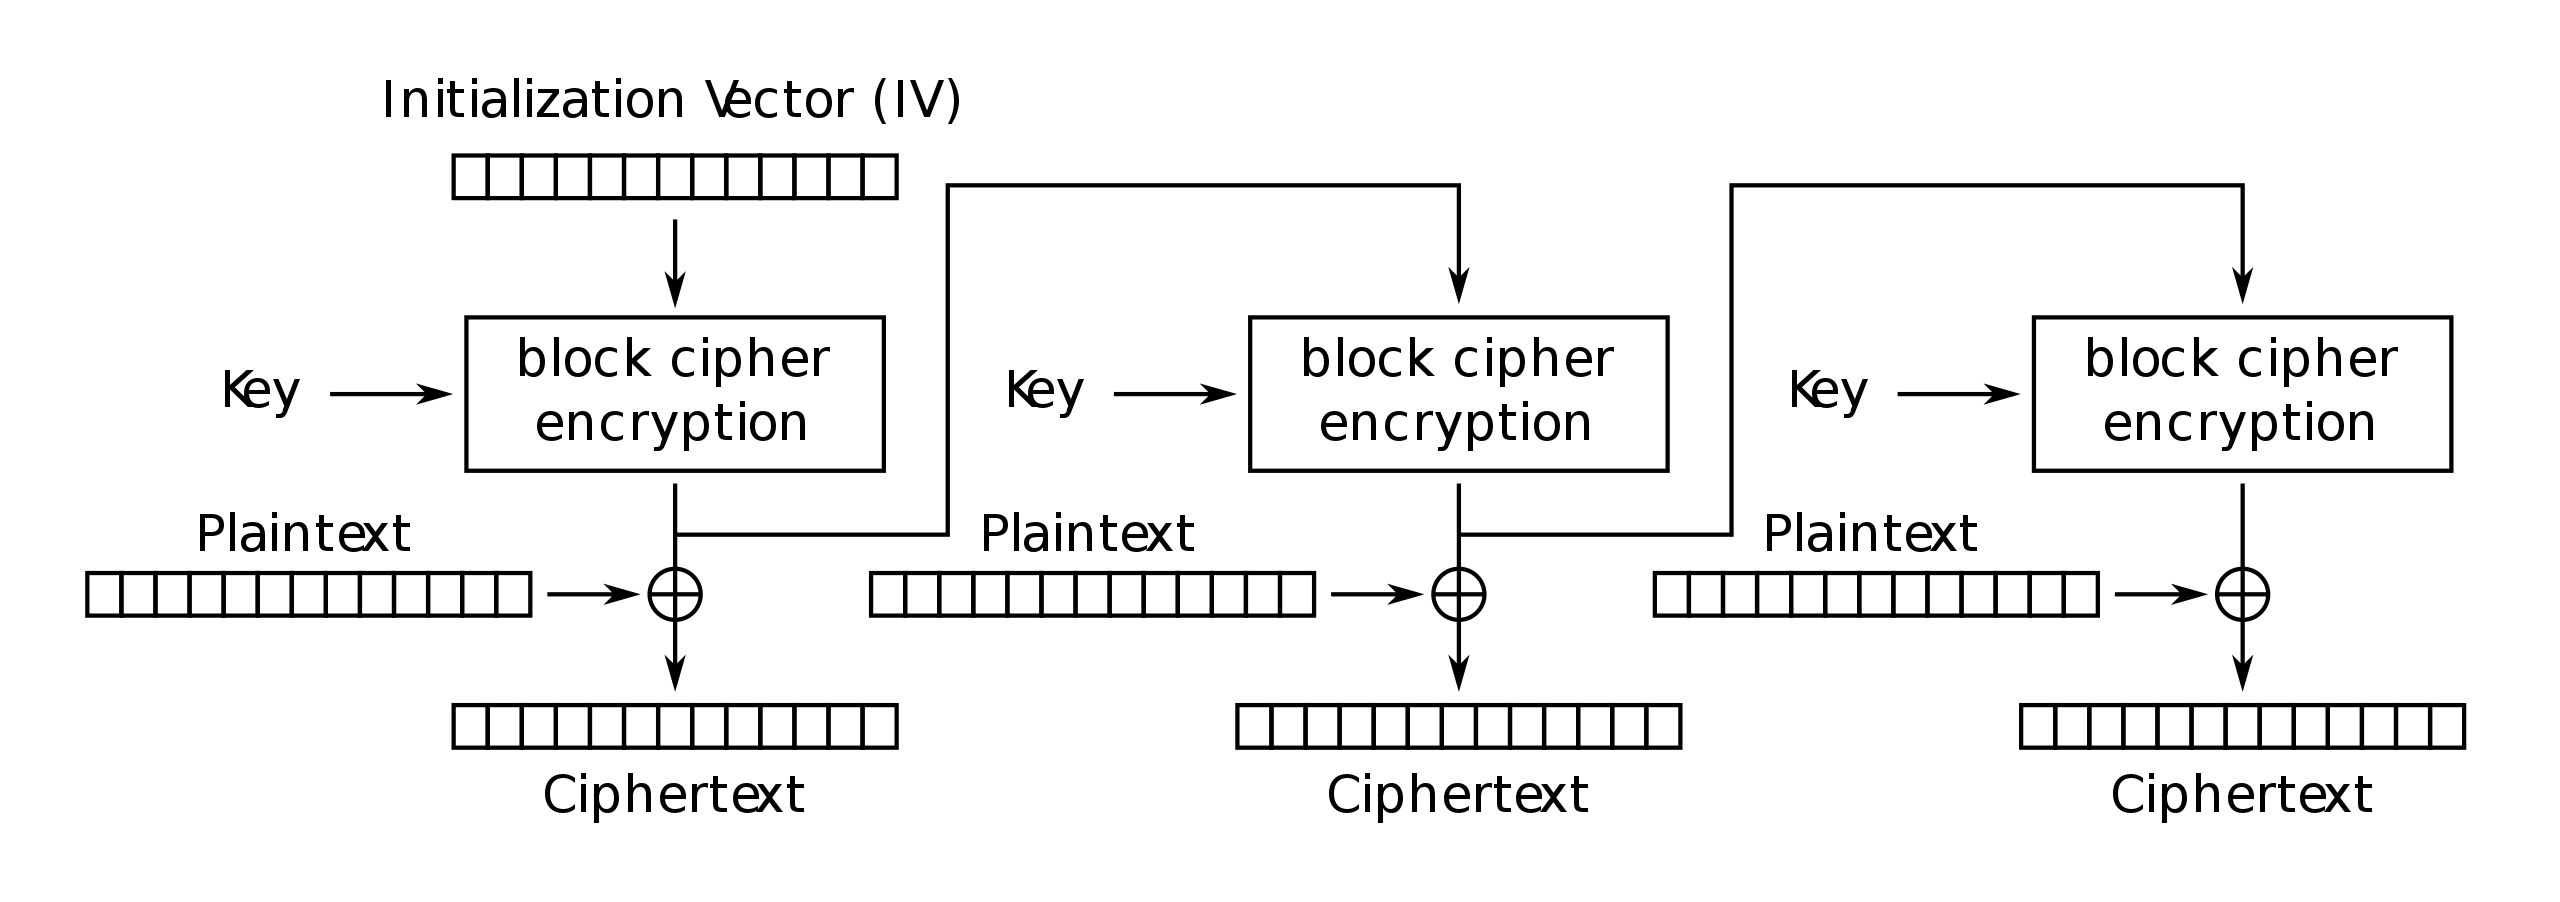 Initialization Vector (IV)
Key
block cipher
encryption
Key
block cipher
encryption
Key
block cipher
encryption
Plaintext
Plaintext
Plaintext
Ciphertext
Ciphertext
Ciphertext